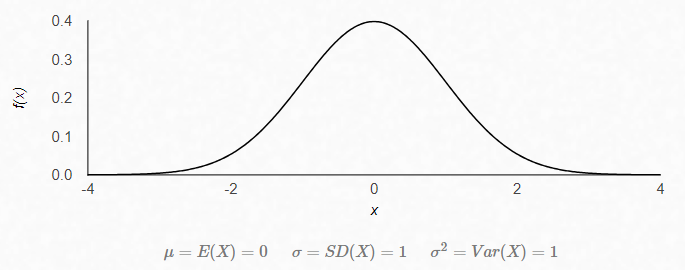 0.4
0.3
0.2
0.1
0.0
f(x)
-4 -2 0 2 4
x
μ = E(X) = 0 σ = SD(X) = 1 σ² = Var(X) = 1